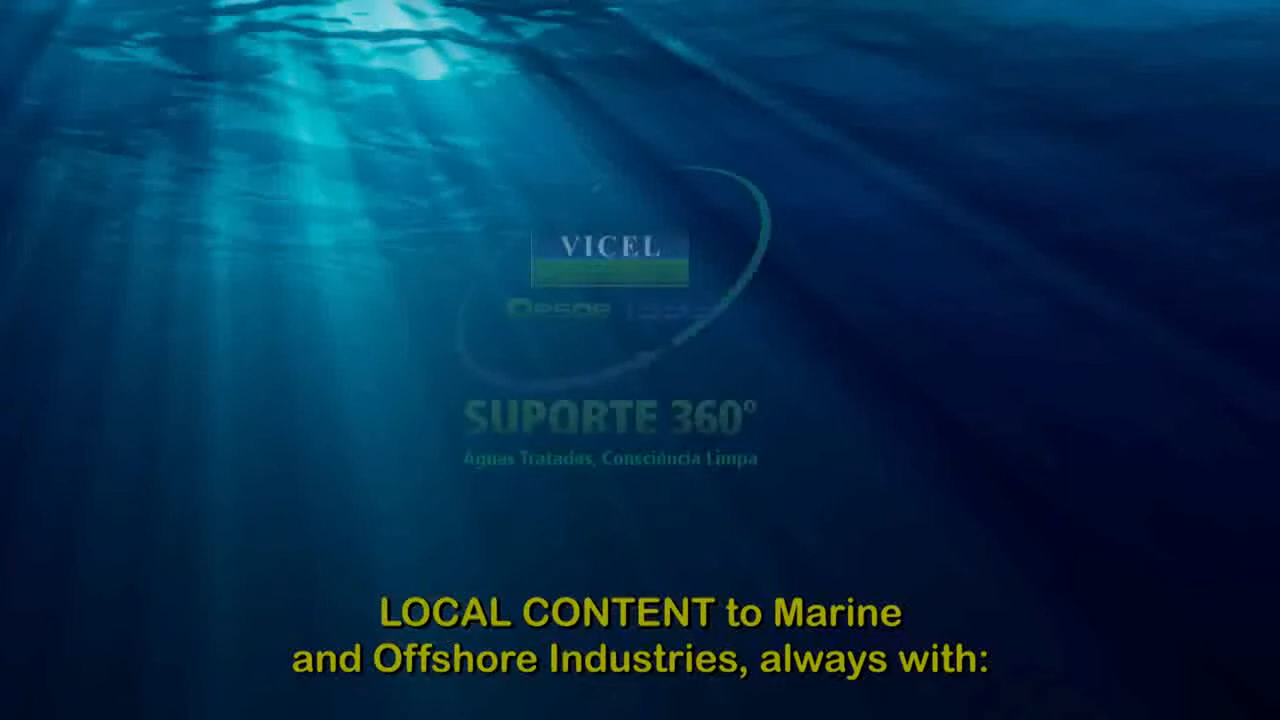 VICEL
SUPORTE 360°
Águas Tratadas, Consciência Limpa
LOCAL CONTENT to Marine
and Offshore Industries, always with: